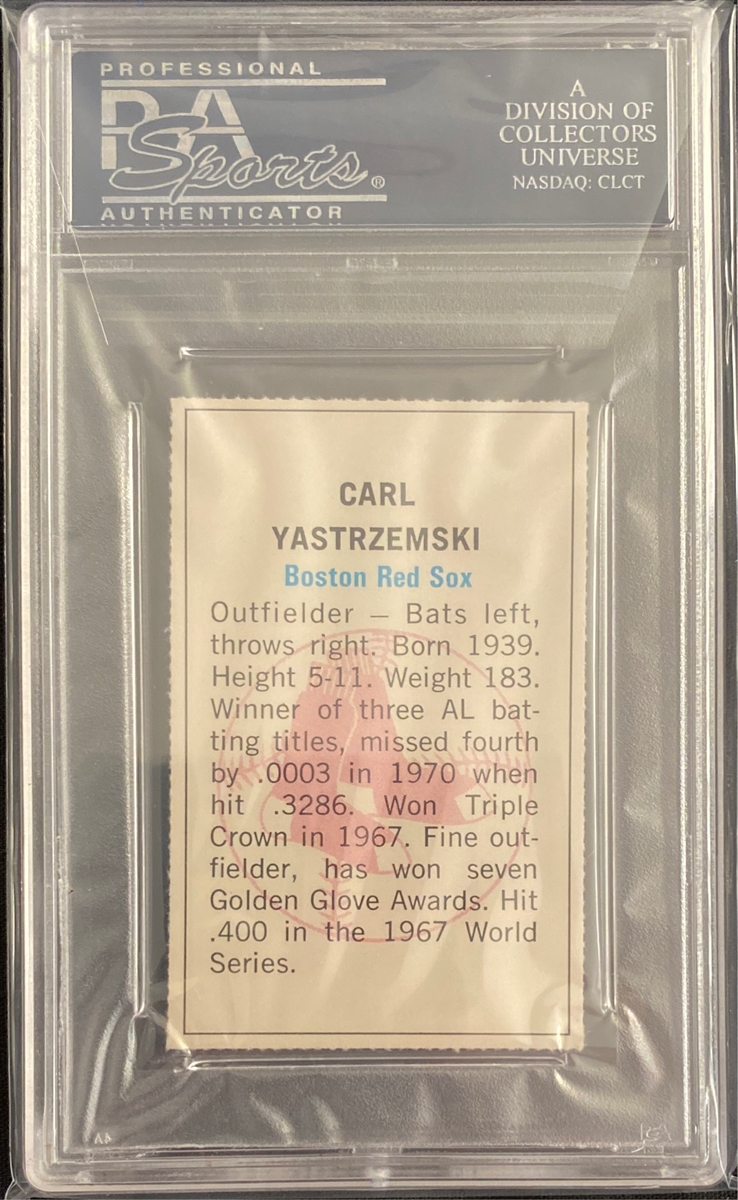 PROFESSIONAL
PSA
Sports®
AUTHENTICATOR
A
DIVISION OF
COLLECTORS
UNIVERSE
NASDAQ: CLCT
CARL
YASTRZEMSKI
Boston Red Sox
Outfielder — Bats left,
throws right. Born 1939.
Height 5-11. Weight 183.
Winner of three AL bat-
ting titles, missed fourth
by .0003 in 1970 when
hit .3286. Won Triple
Crown in 1967. Fine out-
fielder, has won seven
Golden Glove Awards. Hit
.400 in the 1967 World
Series.